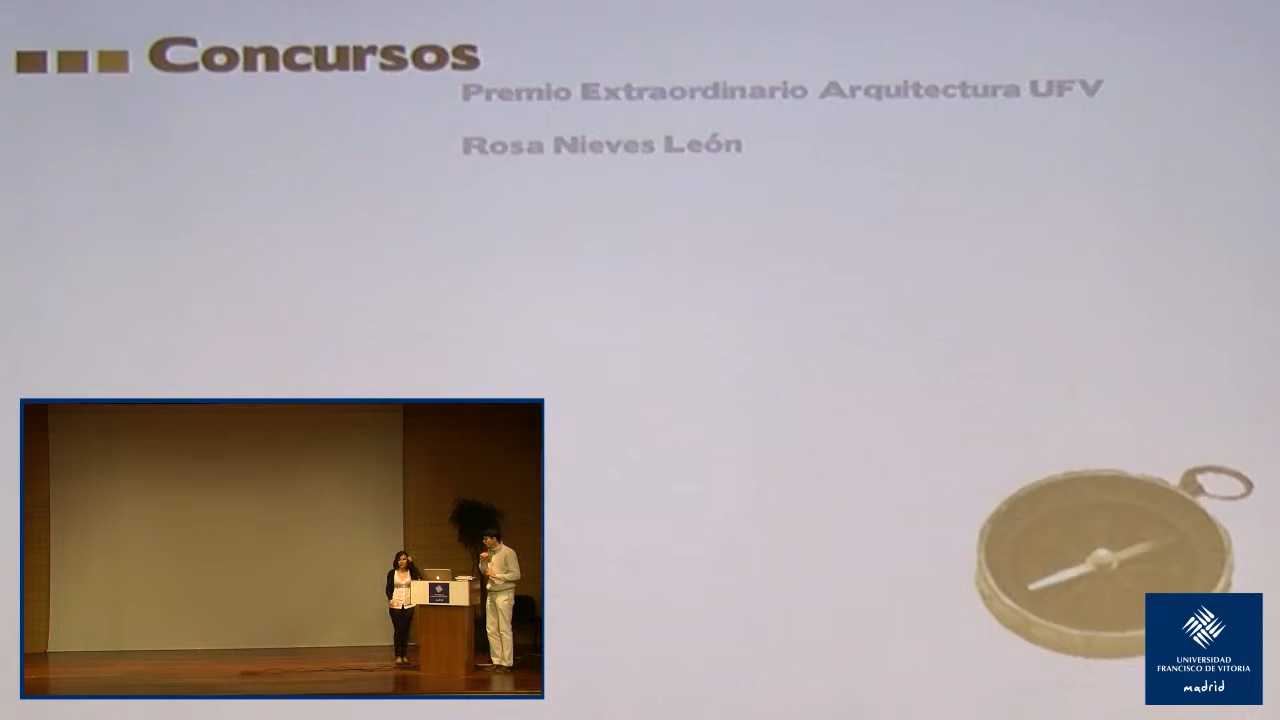 Concursos
Premio Extraordinario Arquitectura UFV
Rosa Nieves León
UNIVERSIDAD
FRANCISCO DE VITORIA
madrid